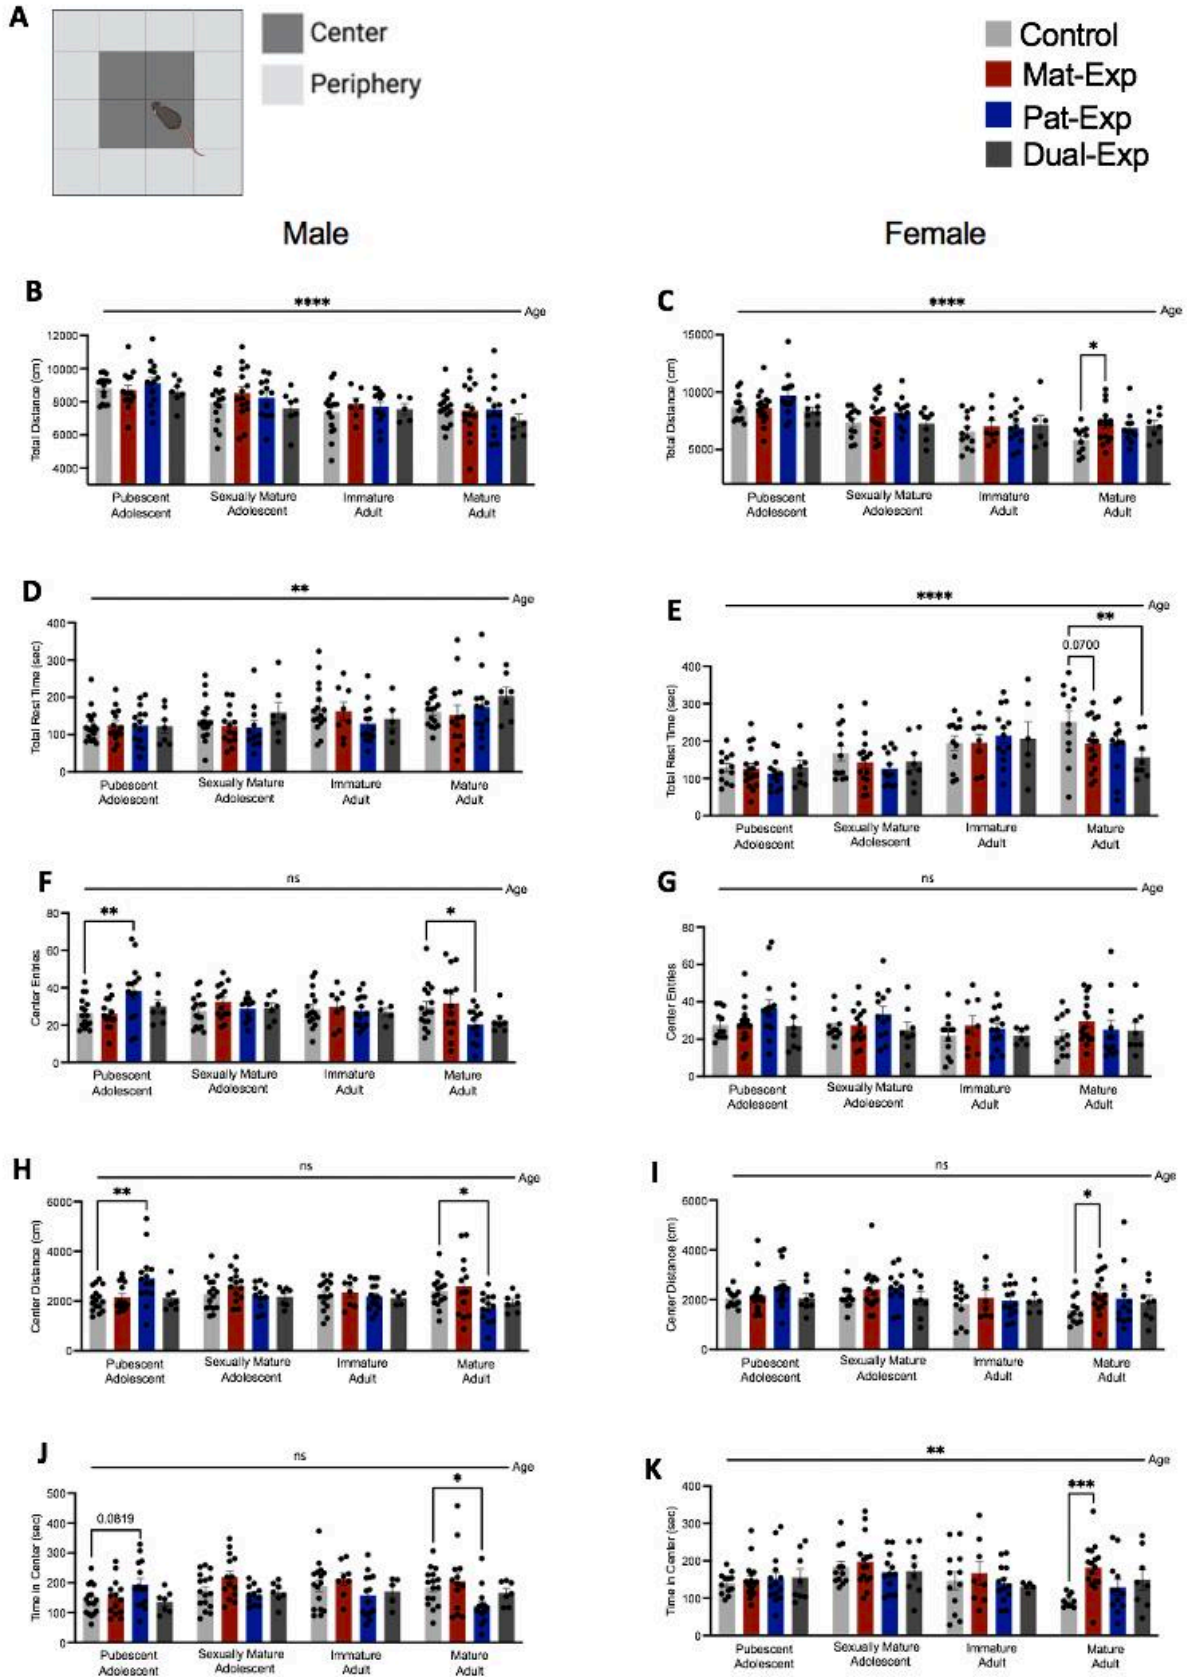 A
Center
Periphery
Control
Mat-Exp
Pat-Exp
Dual-Exp
Male
Female
B
****
Age
Total Distance (cm)
12000
10000
8000
6000
4000
Pubescent Adolescent
Sexually Mature Adolescent
Immature Adult
Mature Adult
C
****
Age
*
Total Distance (cm)
15000
10000
5000
Pubescent Adolescent
Sexually Mature Adolescent
Immature Adult
Mature Adult
D
**
Age
Total Rest Time (sec)
400
300
200
100
0
Pubescent Adolescent
Sexually Mature Adolescent
Immature Adult
Mature Adult
E
****
Age
**
0.0700
Total Rest Time (sec)
400
300
200
100
0
Pubescent Adolescent
Sexually Mature Adolescent
Immature Adult
Mature Adult
F
ns
Age
**
*
Center Entries
80
60
40
20
0
Pubescent Adolescent
Sexually Mature Adolescent
Immature Adult
Mature Adult
G
ns
Age
Center Entries
80
60
40
20
0
Pubescent Adolescent
Sexually Mature Adolescent
Immature Adult
Mature Adult
H
ns
Age
**
*
Center Distance (cm)
6000
4000
2000
0
Pubescent Adolescent
Sexually Mature Adolescent
Immature Adult
Mature Adult
I
ns
Age
*
Center Distance (cm)
6000
4000
2000
0
Pubescent Adolescent
Sexually Mature Adolescent
Immature Adult
Mature Adult
J
ns
Age
0.0819
*
Time in Center (sec)
500
400
300
200
100
0
Pubescent Adolescent
Sexually Mature Adolescent
Immature Adult
Mature Adult
K
**
Age
***
Time in Center (sec)
400
300
200
100
0
Pubescent Adolescent
Sexually Mature Adolescent
Immature Adult
Mature Adult